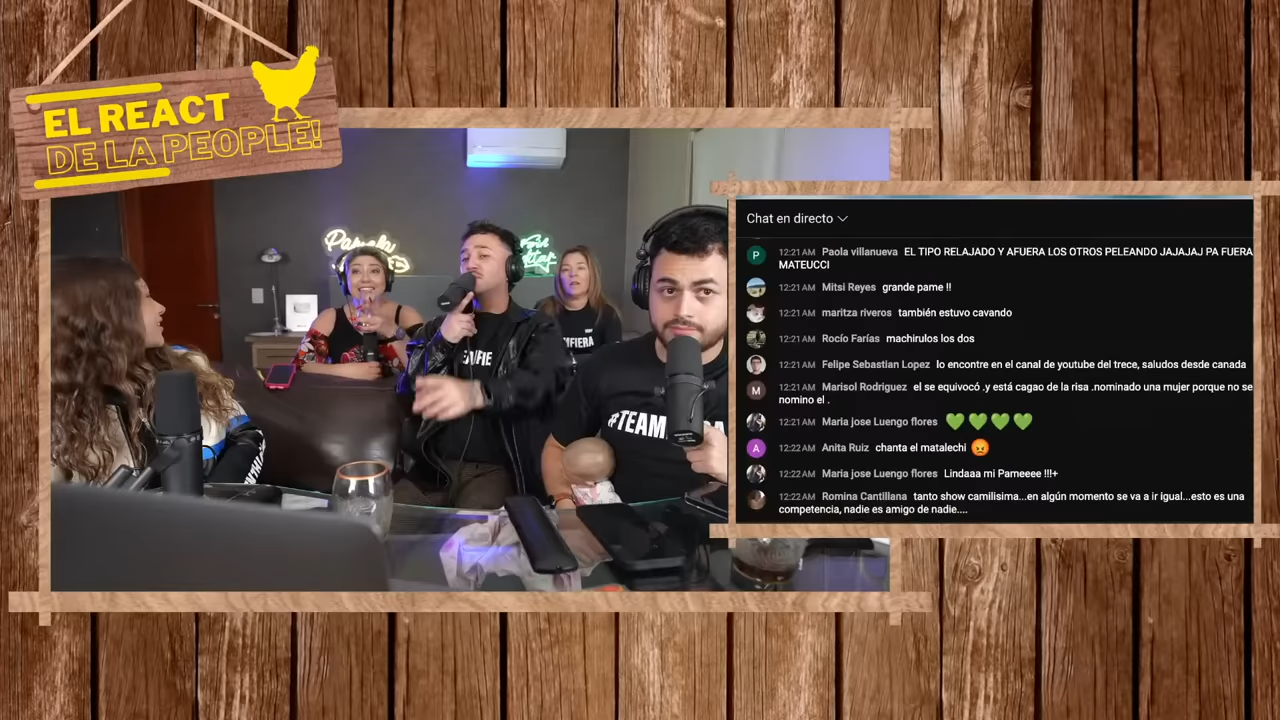 EL REACT
DE LA PEOPLE!
Pamela
#TEAM
FIERA
Chat en directo
P 12:21 AM Paola villanueva EL TIPO RELAJADO Y AFUERA LOS OTROS PELEANDO JAJAJAJ PA FUERA
MATEUCCI
12:21 AM Mitsi Reyes grande pame !!
12:21 AM maritza riveros también estuvo cavando
12:21 AM Rocío Farías machirulos los dos
12:21 AM Felipe Sebastian Lopez lo encontre en el canal de youtube del trece, saludos desde canada
M 12:21 AM Marisol Rodriguez el se equivocó .y está cagao de la risa .nominado una mujer porque no se
nomino el .
12:21 AM Maria jose Luengo flores 💚💚💚💚
A 12:22 AM Anita Ruiz chanta el matalechi 😡
12:22 AM Maria jose Luengo flores Lindaaa mi Pameeee !!!+
12:22 AM Romina Cantillana tanto show camilisima...en algún momento se va a ir igual...esto es una
competencia, nadie es amigo de nadie....